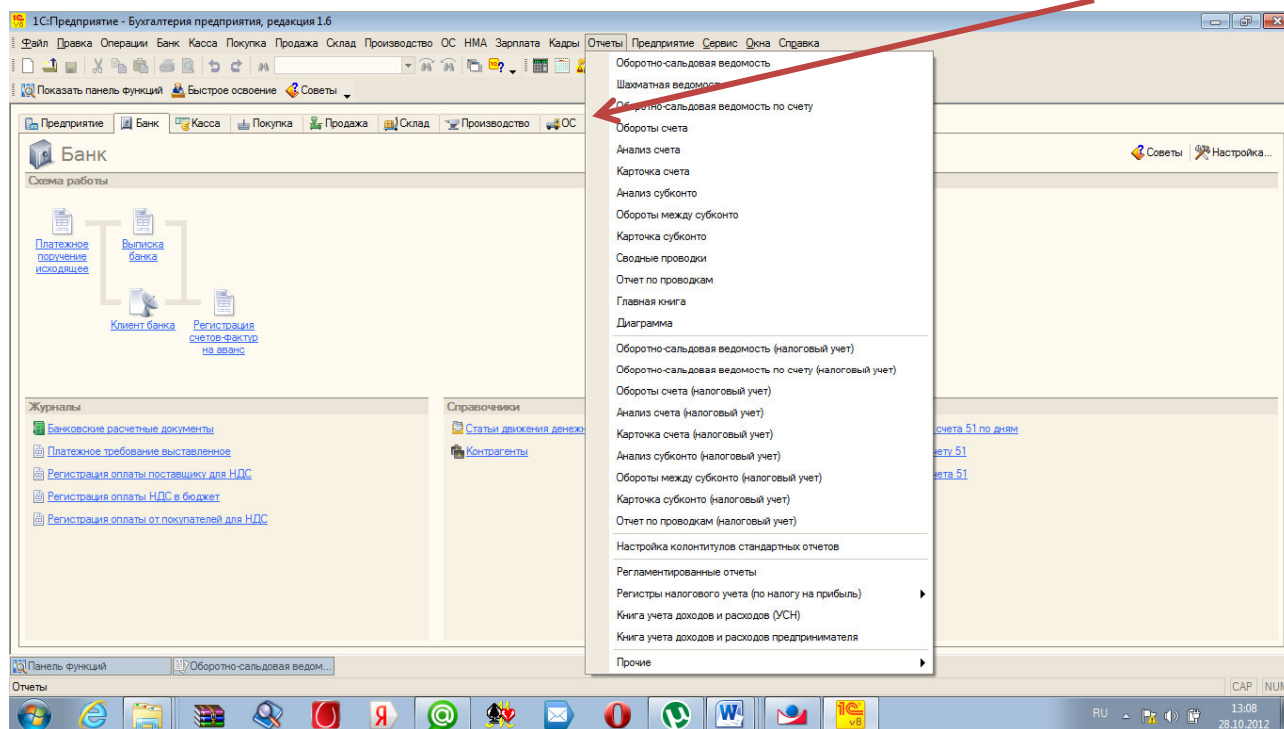 1С:Предприятие - Бухгалтерия предприятия, редакция 1.6
Файл Правка Операции Банк Касса Покупка Продажа Склад Производство ОС НМА Зарплата Кадры Отчеты Предприятие Сервис Окна Справка
Показать панель функций Быстрое освоение Советы
Предприятие Банк Касса Покупка Продажа Склад Производство ОС
Банк
Советы Настройка...
Схема работы
Платежное поручение исходящее
Выписка банка
Клиент банка
Регистрация счетов-фактур на аванс
Журналы
Банковские расчетные документы
Платежное требование выставленное
Регистрация оплаты поставщику для НДС
Регистрация оплаты НДС в бюджет
Регистрация оплаты от покупателей для НДС
Справочники
Статьи движения
Контрагенты
счета 51 по дням
51
51
Оборотно-сальдовая ведомость
Шахматная ведомость
Оборотно-сальдовая ведомость по счету
Обороты счета
Анализ счета
Карточка счета
Анализ субконто
Обороты между субконто
Карточка субконто
Сводные проводки
Отчет по проводкам
Главная книга
Диаграмма
Оборотно-сальдовая ведомость (налоговый учет)
Оборотно-сальдовая ведомость по счету (налоговый учет)
Обороты счета (налоговый учет)
Анализ счета (налоговый учет)
Карточка счета (налоговый учет)
Анализ субконто (налоговый учет)
Обороты между субконто (налоговый учет)
Карточка субконто (налоговый учет)
Отчет по проводкам (налоговый учет)
Настройка колонтитулов стандартных отчетов
Регламентированные отчеты
Регистры налогового учета (по налогу на прибыль)
Книга учета доходов и расходов (УСН)
Книга учета доходов и расходов предпринимателя
Прочие
Панель функций Оборотно-сальдовая ведом...
Отчеты
CAP NUM
RU
13:08
28.10.2012